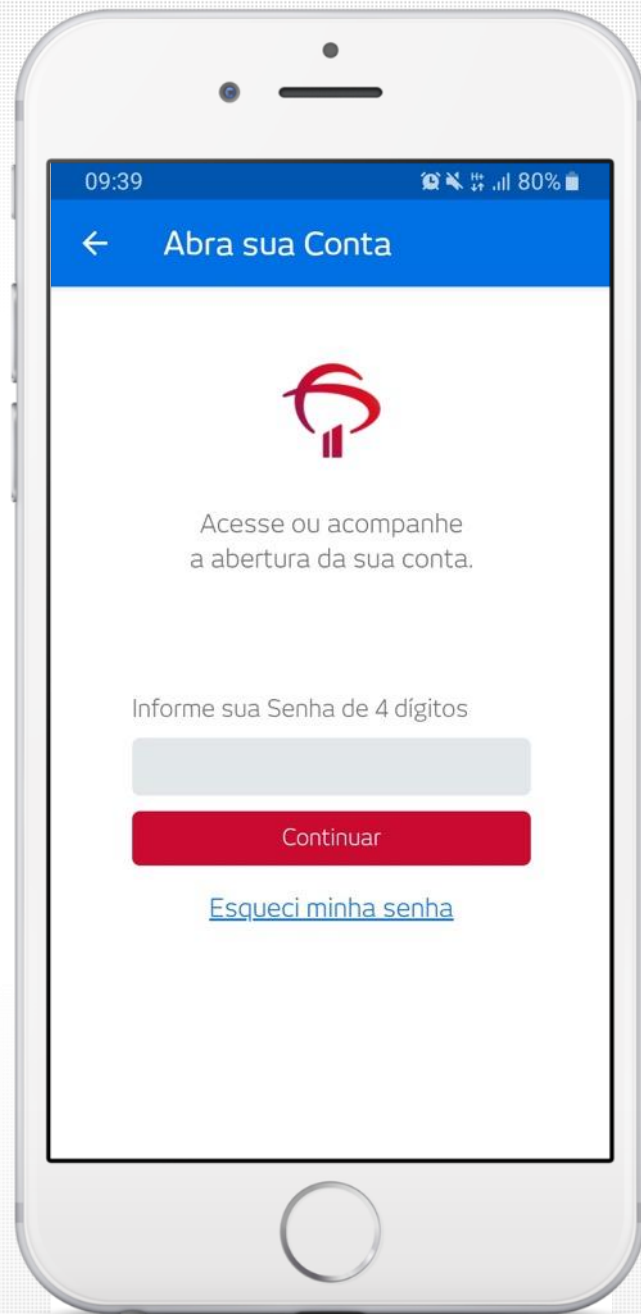 09:39 H+ 80%
Abra sua Conta
Acesse ou acompanhe
a abertura da sua conta.
Informe sua Senha de 4 dígitos
Continuar
Esqueci minha senha